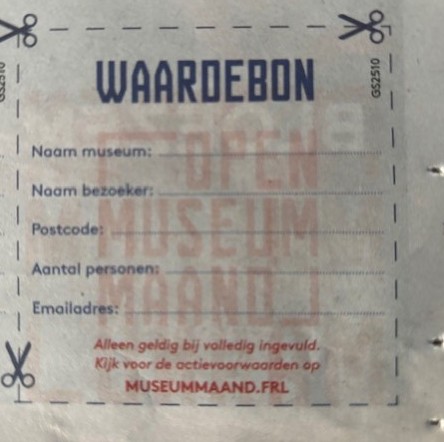 GS2510
GS2510
WAARDEBON
OPEN
MUSEUM
MAAND
Naam museum:
Naam bezoeker:
Postcode:
Aantal personen:
Emailadres:
Alleen geldig bij volledig ingevuld.
Kijk voor de actievoorwaarden op
MUSEUMMAAND.FRL